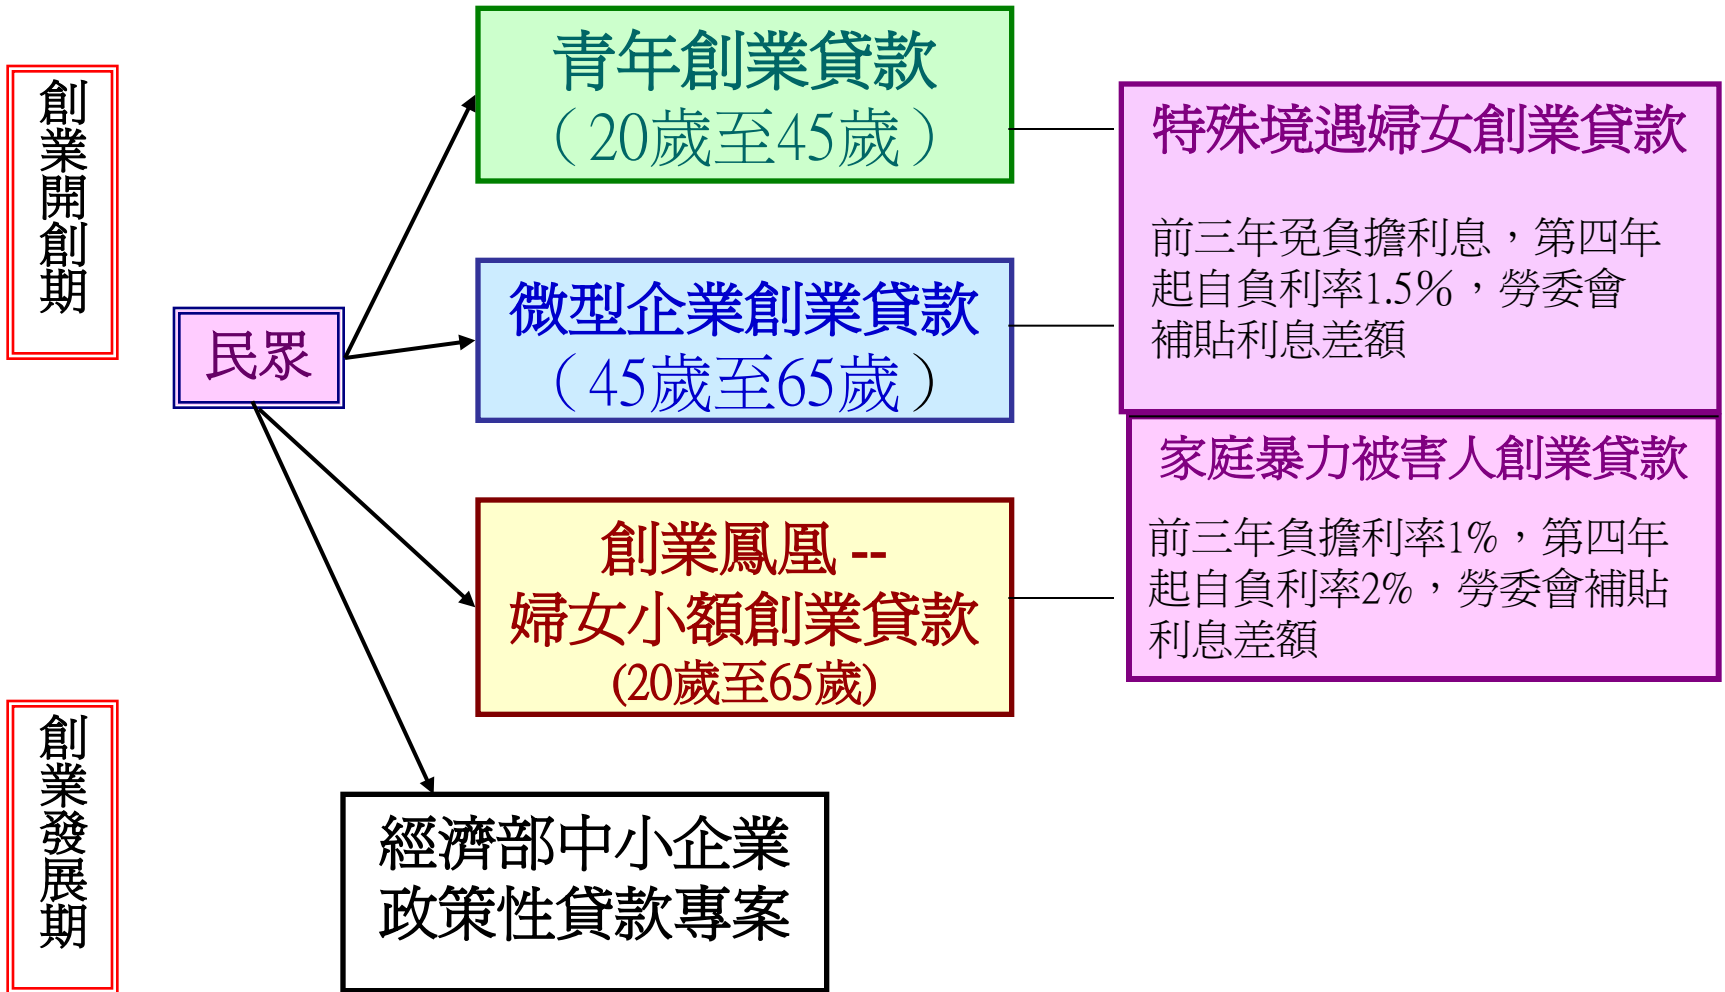 創業開創期
青年創業貸款
（20歲至45歲）
特殊境遇婦女創業貸款
前三年免負擔利息，第四年
起自負利率1.5%，勞委會
補貼利息差額
民眾
微型企業創業貸款
（45歲至65歲）
家庭暴力被害人創業貸款
前三年負擔利率1%，第四年
起自負利率2%，勞委會補貼
利息差額
創業鳳凰--
婦女小額創業貸款
(20歲至65歲)
創業發展期
經濟部中小企業
政策性貸款專案